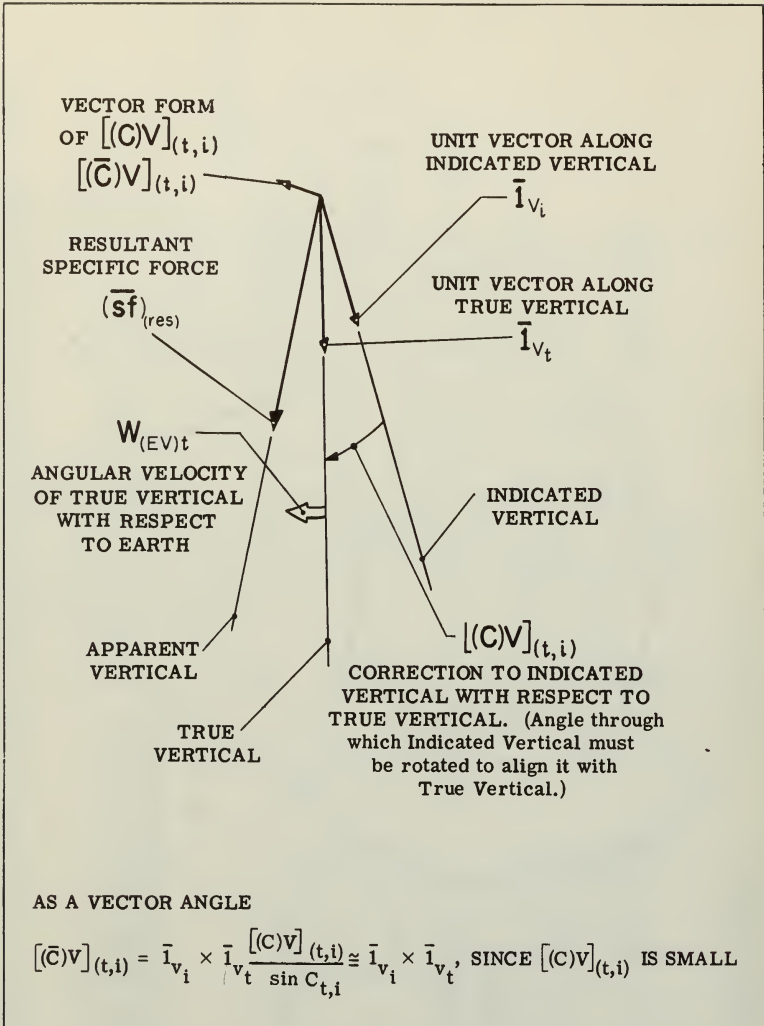 VECTOR FORM
OF [(C)V](t,i)
[(C̅)V](t,i)
UNIT VECTOR ALONG
INDICATED VERTICAL
1̅Vi
RESULTANT
SPECIFIC FORCE
(s̅f̅)(res)
UNIT VECTOR ALONG
TRUE VERTICAL
1̅Vt
W(EV)t
ANGULAR VELOCITY
OF TRUE VERTICAL
WITH RESPECT
TO EARTH
INDICATED
VERTICAL
APPARENT
VERTICAL
TRUE
VERTICAL
[(C)V](t,i)
CORRECTION TO INDICATED
VERTICAL WITH RESPECT TO
TRUE VERTICAL. (Angle through
which Indicated Vertical must
be rotated to align it with
True Vertical.)
AS A VECTOR ANGLE
[(C̅)V](t,i) = 1̅vi × 1̅vt [(C)V](t,i) / sin Ct,i ≅ 1̅vi × 1̅vt, SINCE [(C)V](t,i) IS SMALL